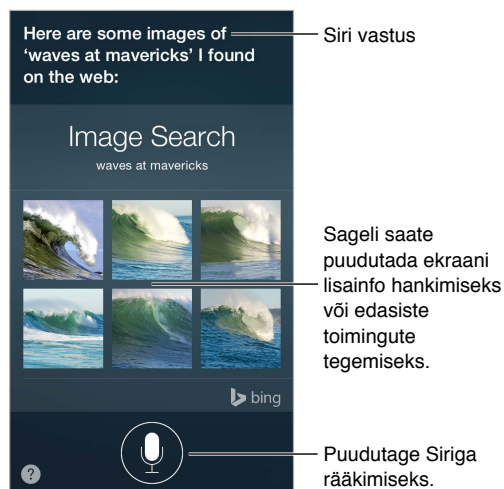 Here are some images of
‘waves at mavericks’ I found
on the web:
Siri vastus
Image Search
waves at mavericks
Sageli saate
puudutada ekraani
lisainfo hankimiseks
või edasiste
toimingute
tegemiseks.
bing
?
Puudutage Siriga
rääkimiseks.